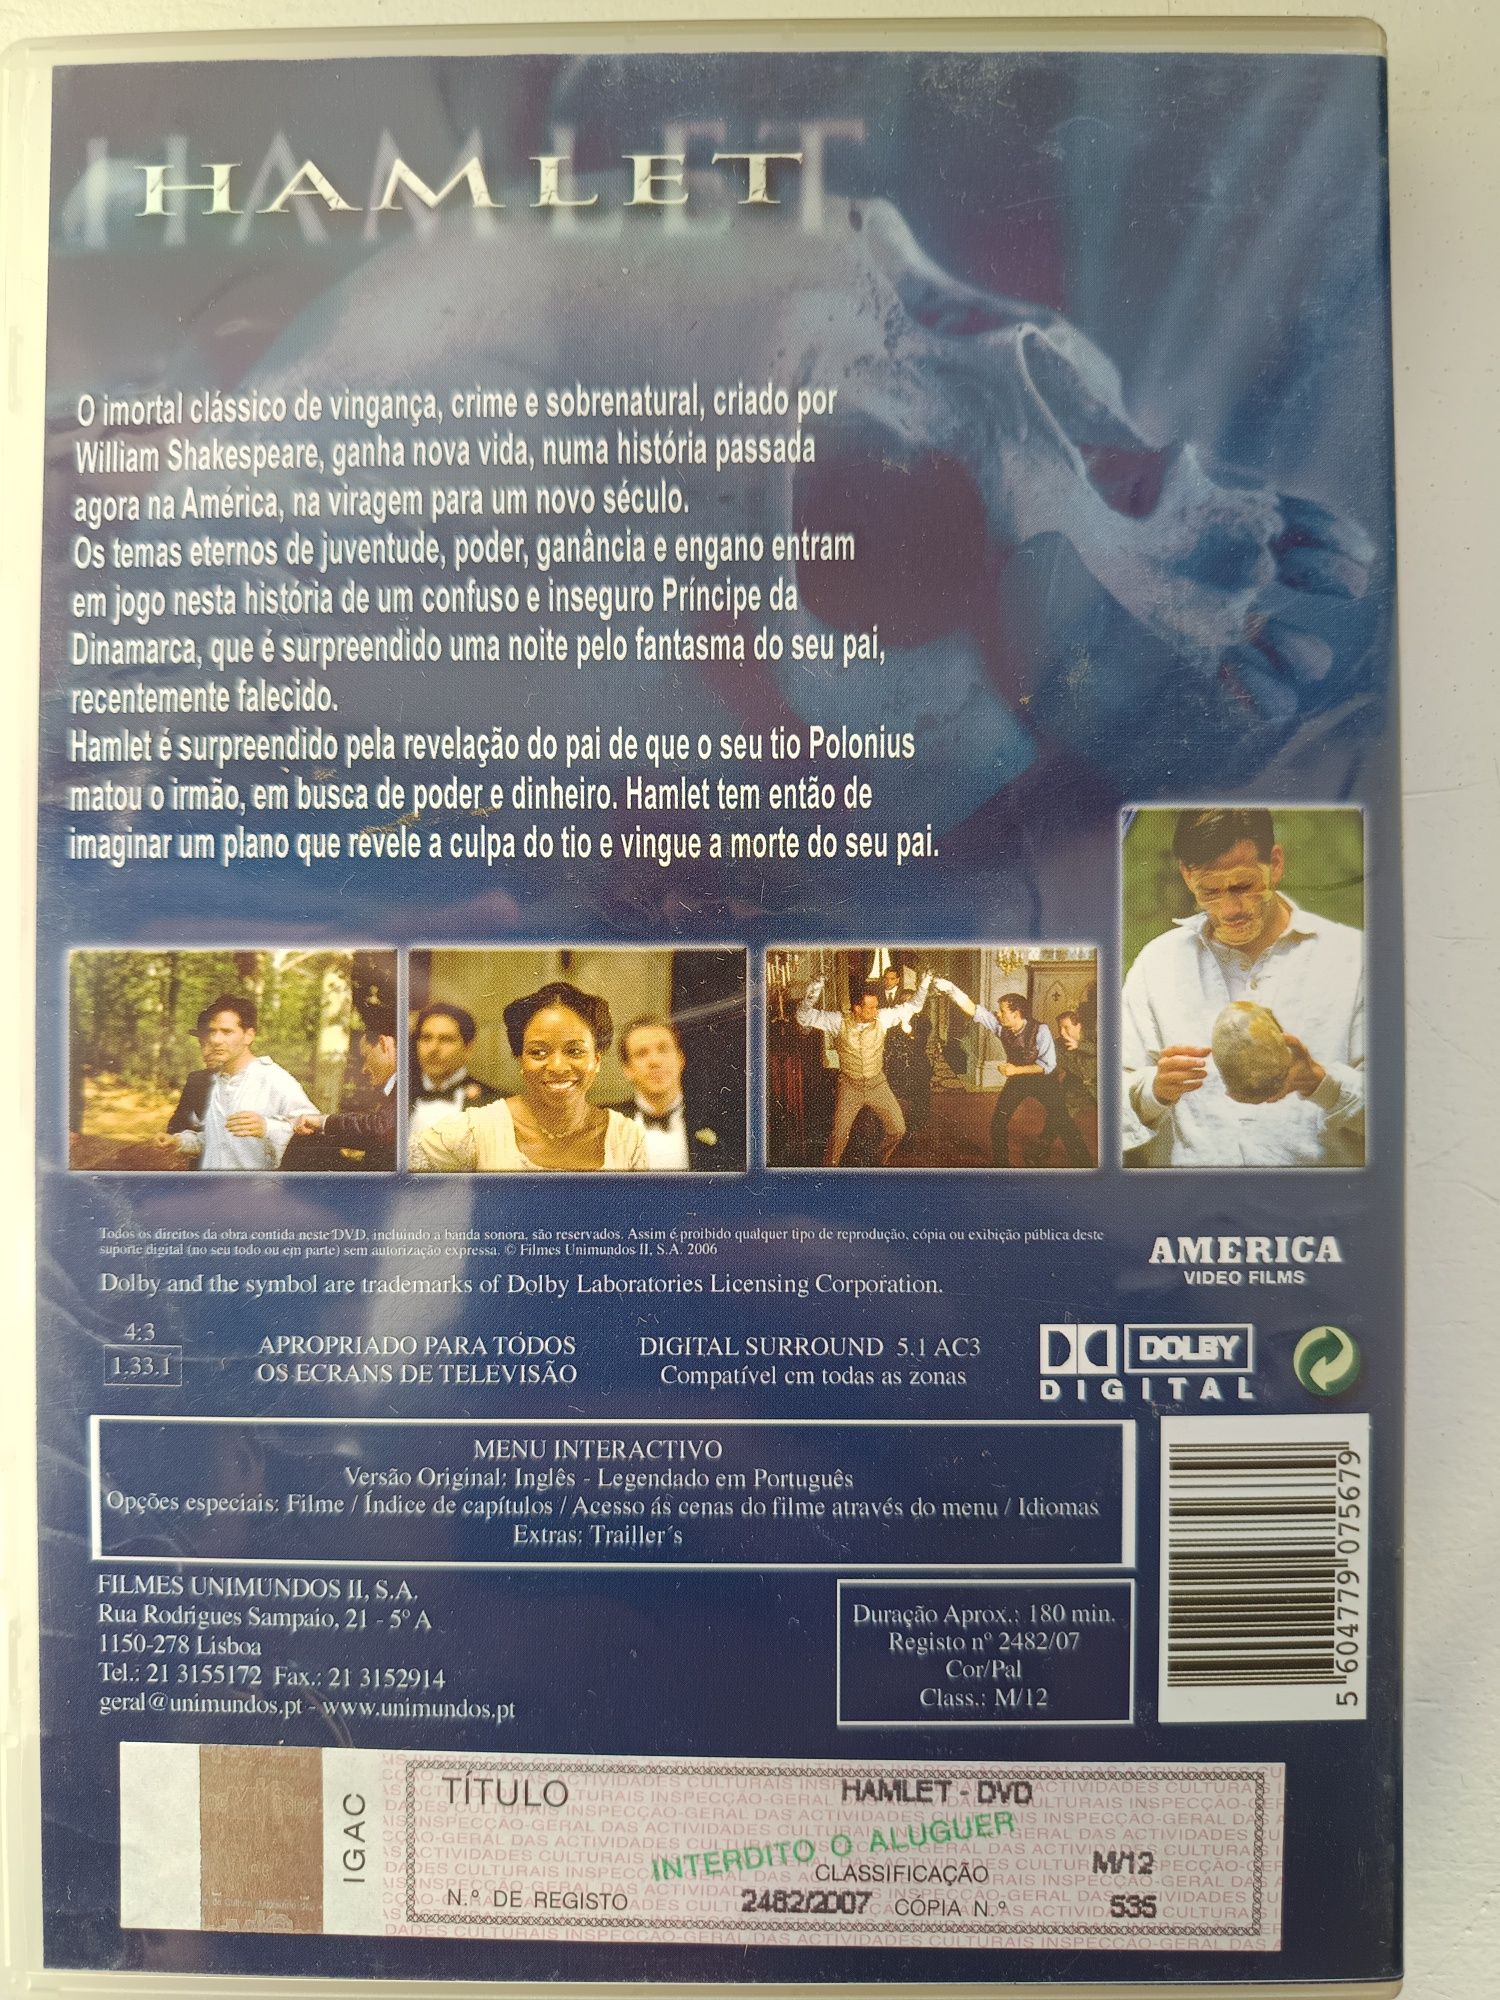 HAMLET
O imortal clássico de vingança, crime e sobrenatural, criado por
William Shakespeare, ganha nova vida, numa história passada
agora na América, na viragem para um novo século.
Os temas eternos de juventude, poder, ganância e engano entram
em jogo nesta história de um confuso e inseguro Príncipe da
Dinamarca, que é surpreendido uma noite pelo fantasma do seu pai,
recentemente falecido.
Hamlet é surpreendido pela revelação do pai de que o seu tio Polonius
matou o irmão, em busca de poder e dinheiro. Hamlet tem então de
imaginar um plano que revele a culpa do tio e vingue a morte do seu pai.
Todos os direitos da obra contida neste DVD, incluindo a banda sonora, são reservados. Assim é proibido qualquer tipo de reprodução, cópia ou exibição pública deste
suporte digital (no seu todo ou em parte) sem autorização expressa. © Filmes Unimundos II, S.A. 2006
Dolby and the symbol are trademarks of Dolby Laboratories Licensing Corporation.
AMERICA
VIDEO FILMS
4:3
1.33.1
APROPRIADO PARA TODOS
OS ECRANS DE TELEVISÃO
DIGITAL SURROUND 5.1 AC3
Compatível em todas as zonas
DOLBY
DIGITAL
MENU INTERACTIVO
Versão Original: Inglês - Legendado em Português
Opções especiais: Filme / Índice de capítulos / Acesso ás cenas do filme através do menu / Idiomas
Extras: Trailler´s
FILMES UNIMUNDOS II, S.A.
Rua Rodrigues Sampaio, 21 - 5º A
1150-278 Lisboa
Tel.: 21 3155172 Fax.: 21 3152914
geral@unimundos.pt - www.unimundos.pt
Duração Aprox.: 180 min.
Registo nº 2482/07
Cor/Pal
Class.: M/12
5 604779 075679
IGAC
TÍTULO HAMLET - DVD
INTERDITO O ALUGUER
CLASSIFICAÇÃO M/12
N.º DE REGISTO 2482/2007 CÓPIA N.º 535